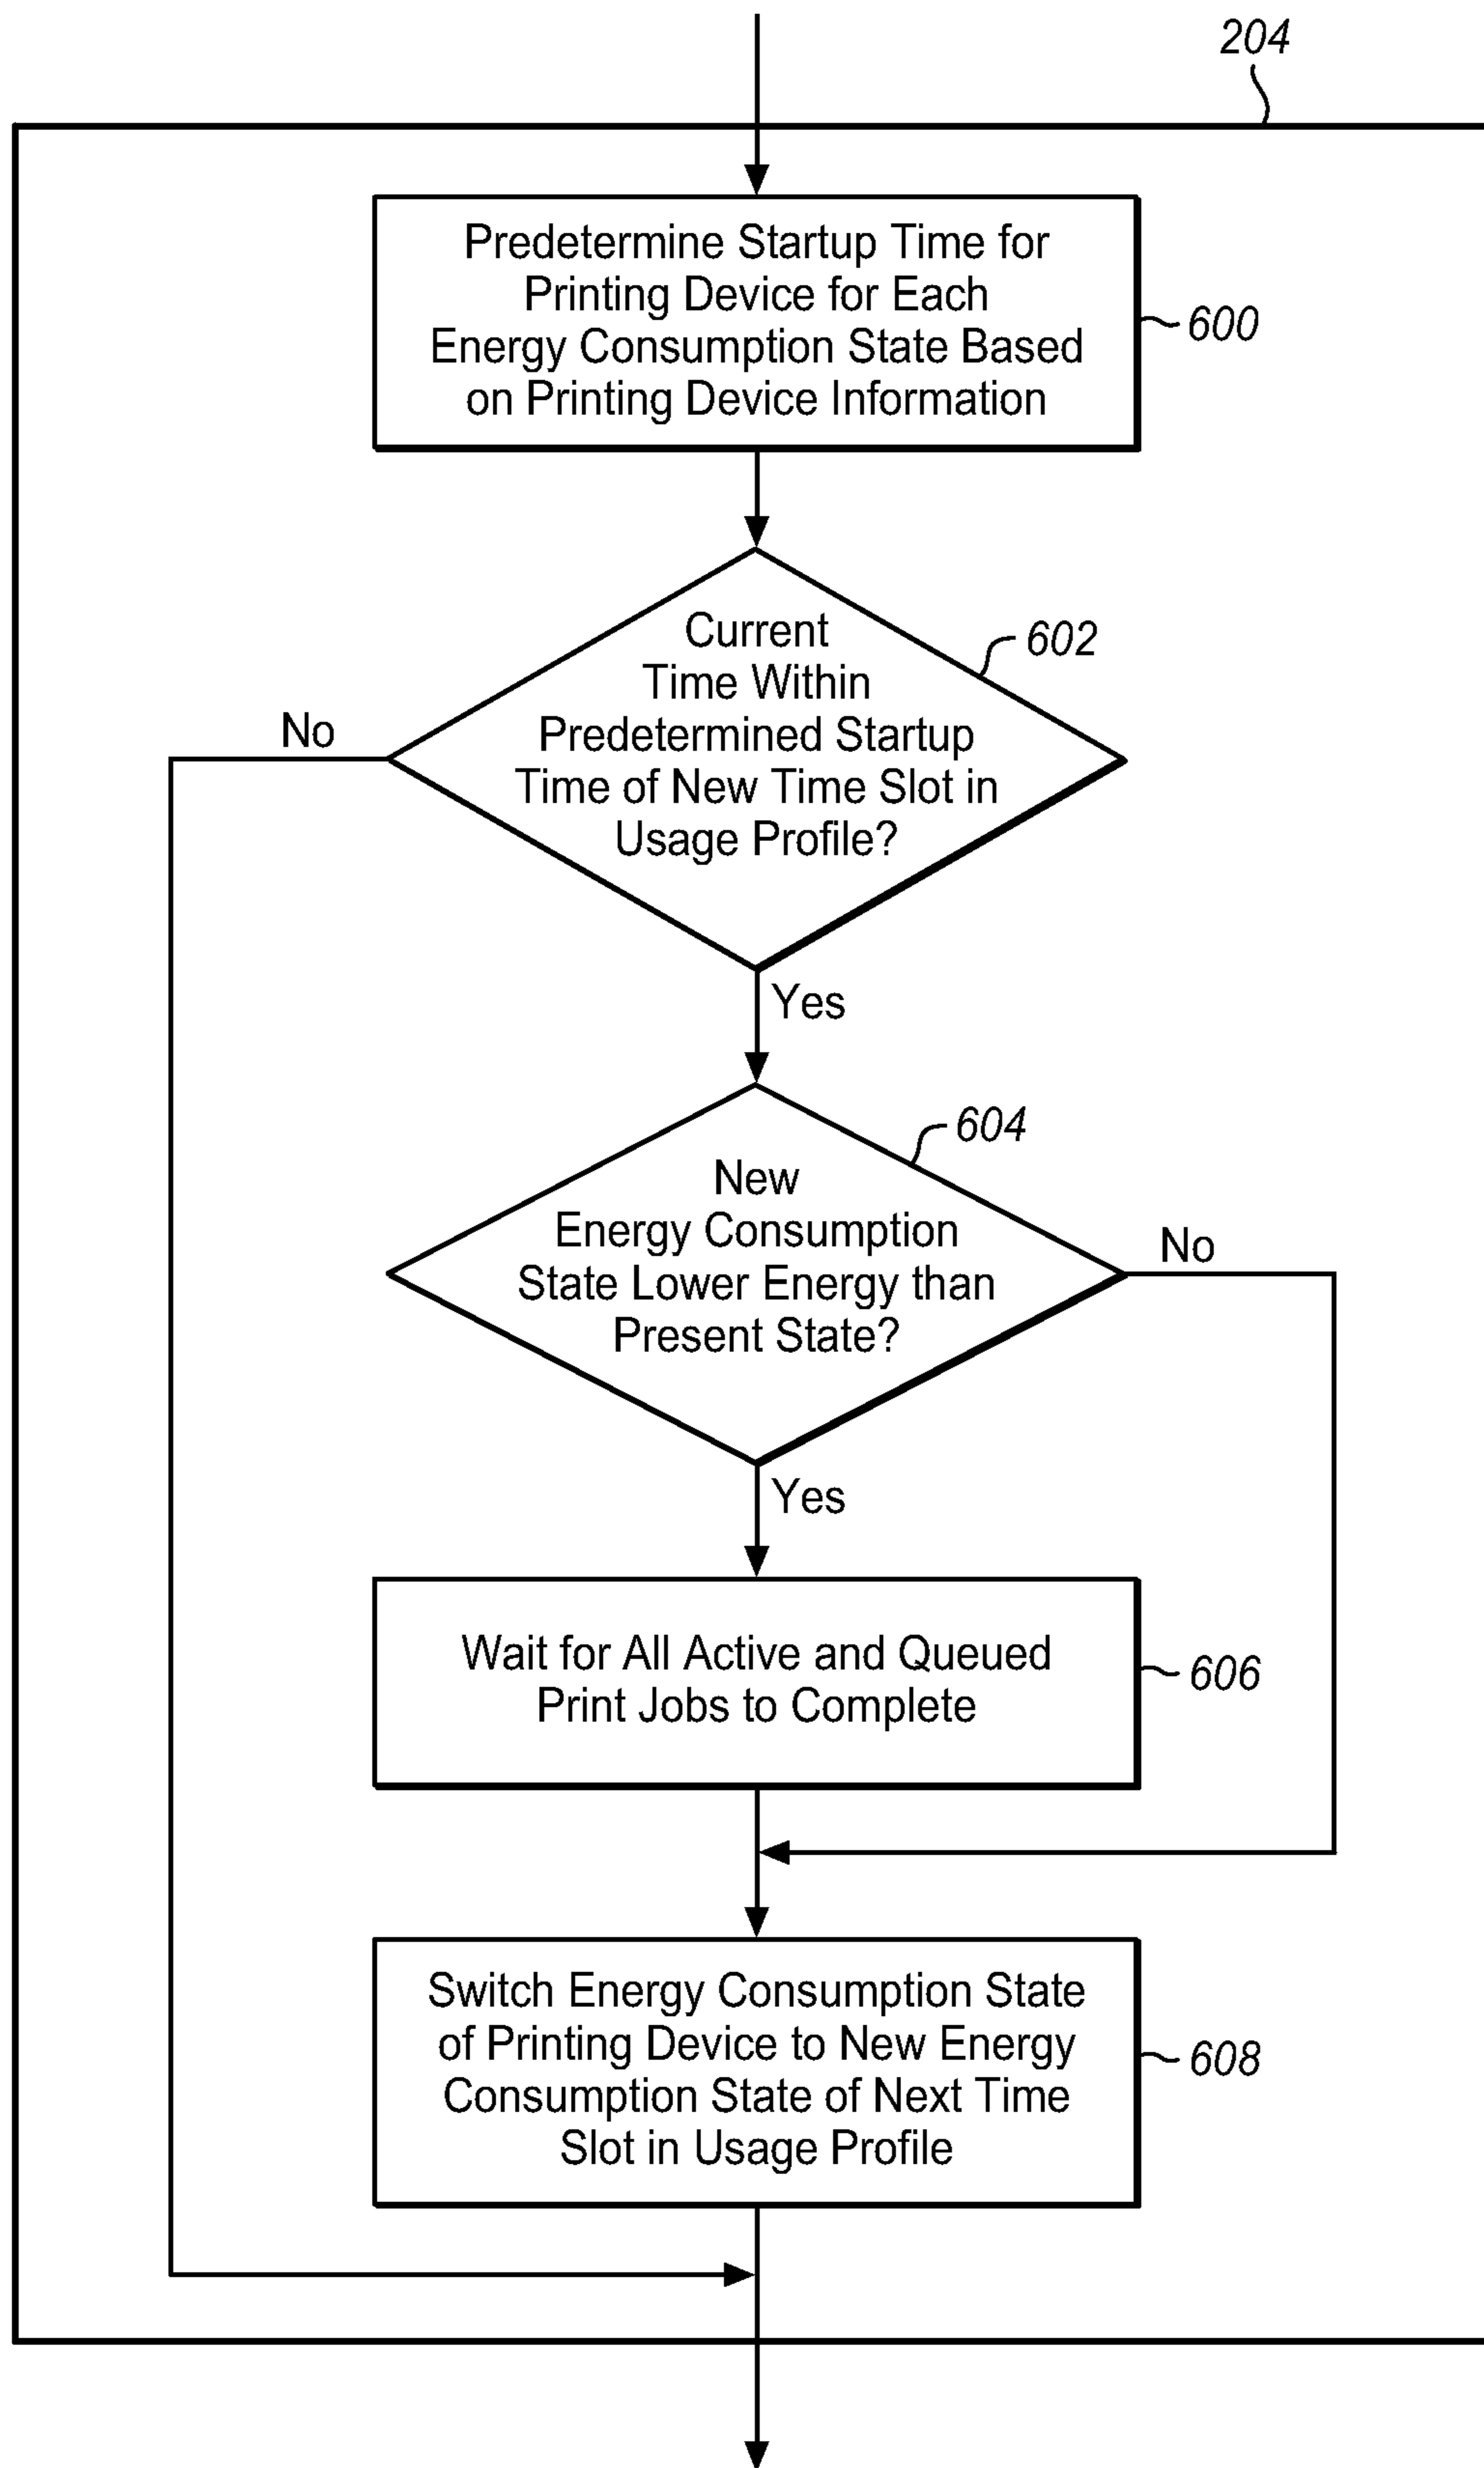 204
Predetermine Startup Time for
Printing Device for Each
Energy Consumption State Based
on Printing Device Information
600
Current
Time Within
Predetermined Startup
Time of New Time Slot in
Usage Profile?
602
No
Yes
New
Energy Consumption
State Lower Energy than
Present State?
604
No
Yes
Wait for All Active and Queued
Print Jobs to Complete
606
Switch Energy Consumption State
of Printing Device to New Energy
Consumption State of Next Time
Slot in Usage Profile
608